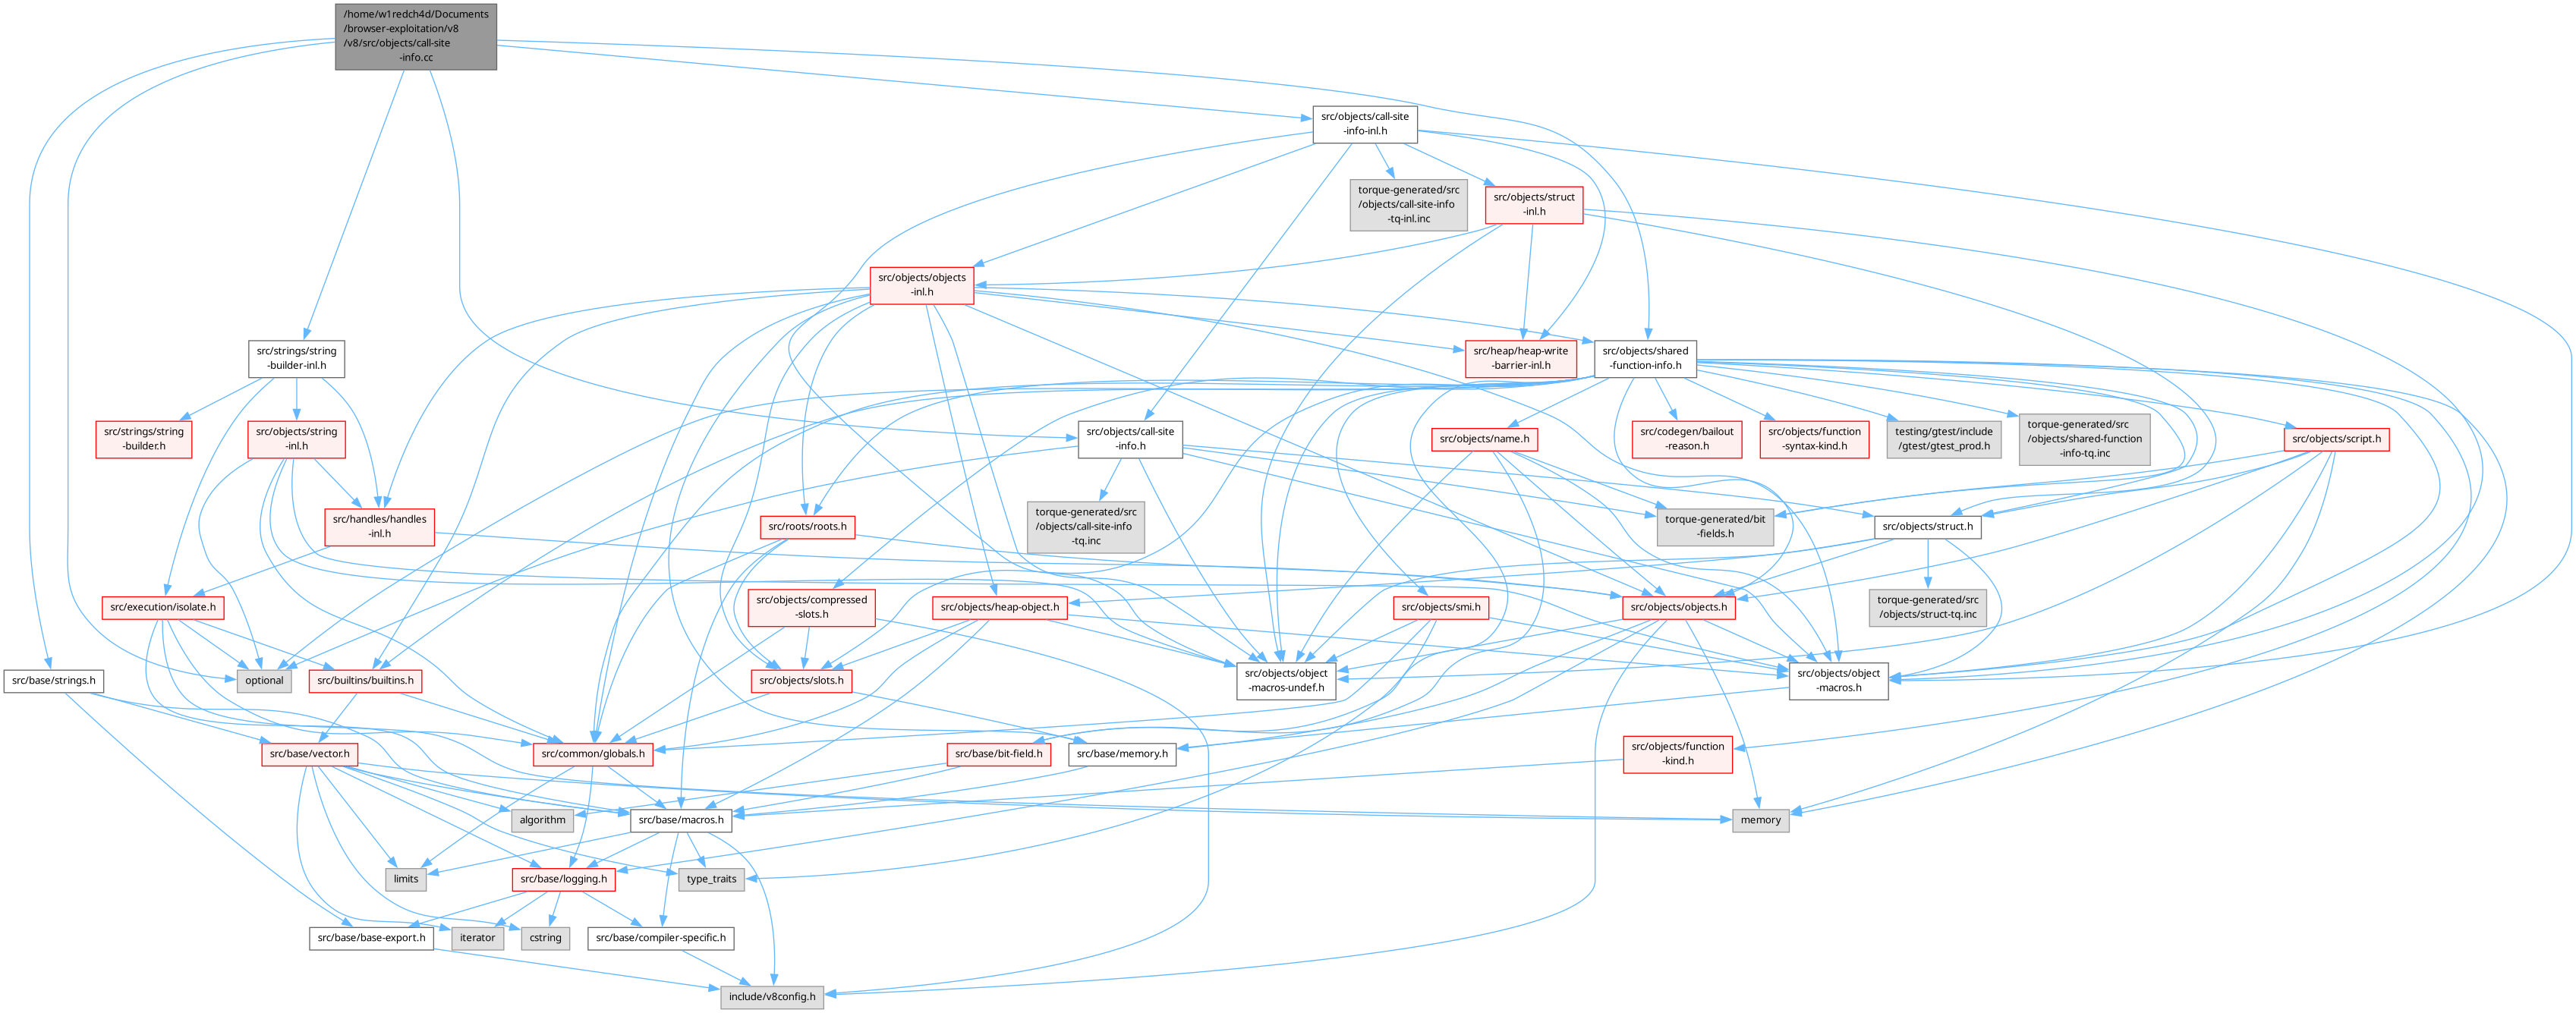 /home/w1redch4d/Documents
/browser-exploitation/v8
/v8/src/objects/call-site
-info.cc
src/objects/call-site
-info-inl.h
torque-generated/src
/objects/call-site-info
-tq-inl.inc
src/objects/struct
-inl.h
src/objects/objects
-inl.h
src/strings/string
-builder-inl.h
src/heap/heap-write
-barrier-inl.h
src/objects/shared
-function-info.h
src/strings/string
-builder.h
src/objects/string
-inl.h
src/objects/call-site
-info.h
src/objects/name.h
src/codegen/bailout
-reason.h
src/objects/function
-syntax-kind.h
testing/gtest/include
/gtest/gtest_prod.h
torque-generated/src
/objects/shared-function
-info-tq.inc
src/objects/script.h
src/handles/handles
-inl.h
src/roots/roots.h
torque-generated/src
/objects/call-site-info
-tq.inc
torque-generated/bit
-fields.h
src/objects/struct.h
src/execution/isolate.h
src/objects/compressed
-slots.h
src/objects/heap-object.h
src/objects/smi.h
src/objects/objects.h
torque-generated/src
/objects/struct-tq.inc
src/base/strings.h
optional
src/builtins/builtins.h
src/objects/slots.h
src/objects/object
-macros-undef.h
src/objects/object
-macros.h
src/base/vector.h
src/common/globals.h
src/base/bit-field.h
src/base/memory.h
src/objects/function
-kind.h
algorithm
src/base/macros.h
memory
limits
src/base/logging.h
type_traits
src/base/base-export.h
iterator
cstring
src/base/compiler-specific.h
include/v8config.h